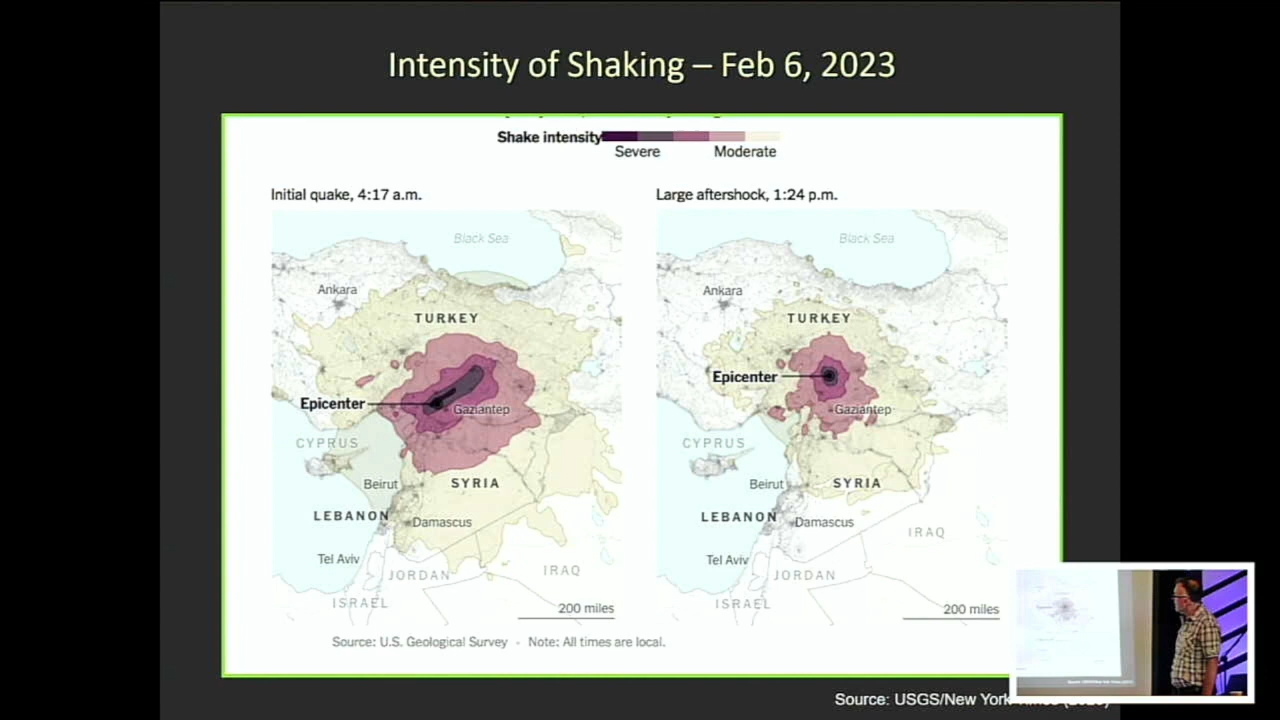 Intensity of Shaking – Feb 6, 2023
Shake intensity
Severe Moderate
Initial quake, 4:17 a.m.
Black Sea
Ankara
TURKEY
Epicenter
Gaziantep
CYPRUS
Beirut
SYRIA
LEBANON
Damascus
Tel Aviv
JORDAN
IRAQ
ISRAEL
200 miles
Large aftershock, 1:24 p.m.
Black Sea
Ankara
TURKEY
Epicenter
Gaziantep
CYPRUS
Beirut
SYRIA
LEBANON
Damascus
IRAQ
Tel Aviv
JORDAN
ISRAEL
200 miles
Source: U.S. Geological Survey - Note: All times are local.
Source: USGS/New York